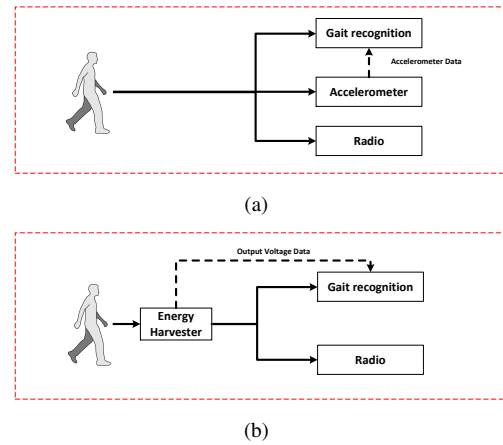 Gait recognition
Accelerometer Data
Accelerometer
Radio
(a)
Output Voltage Data
Gait recognition
Energy
Harvester
Radio
(b)